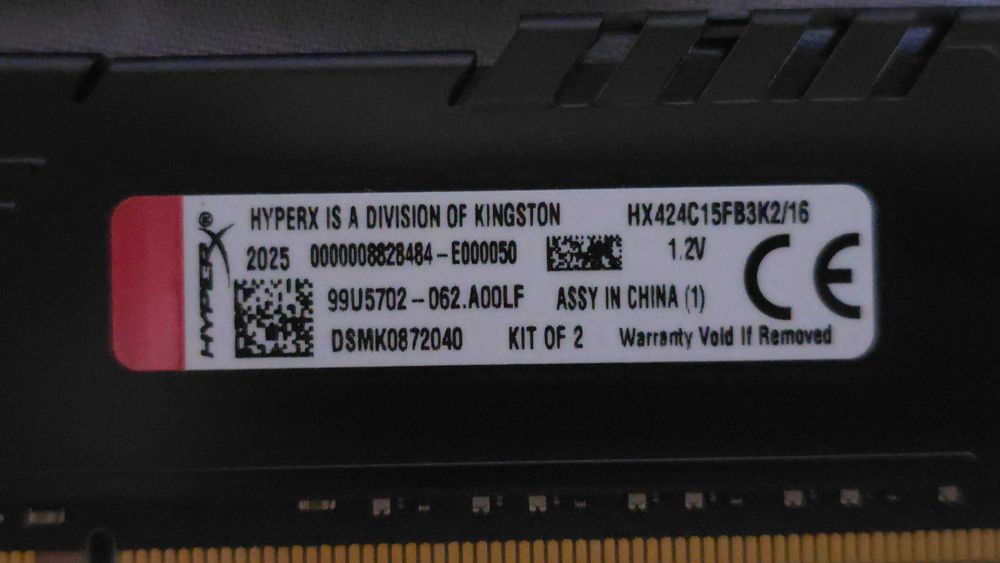 HYPERX®
HYPERX IS A DIVISION OF KINGSTON HX424C15FB3K2/16
2025 0000008828484-E000050 1.2V
99U5702-062.A00LF ASSY IN CHINA (1)
DSMK0872040 KIT OF 2 Warranty Void If Removed
CE